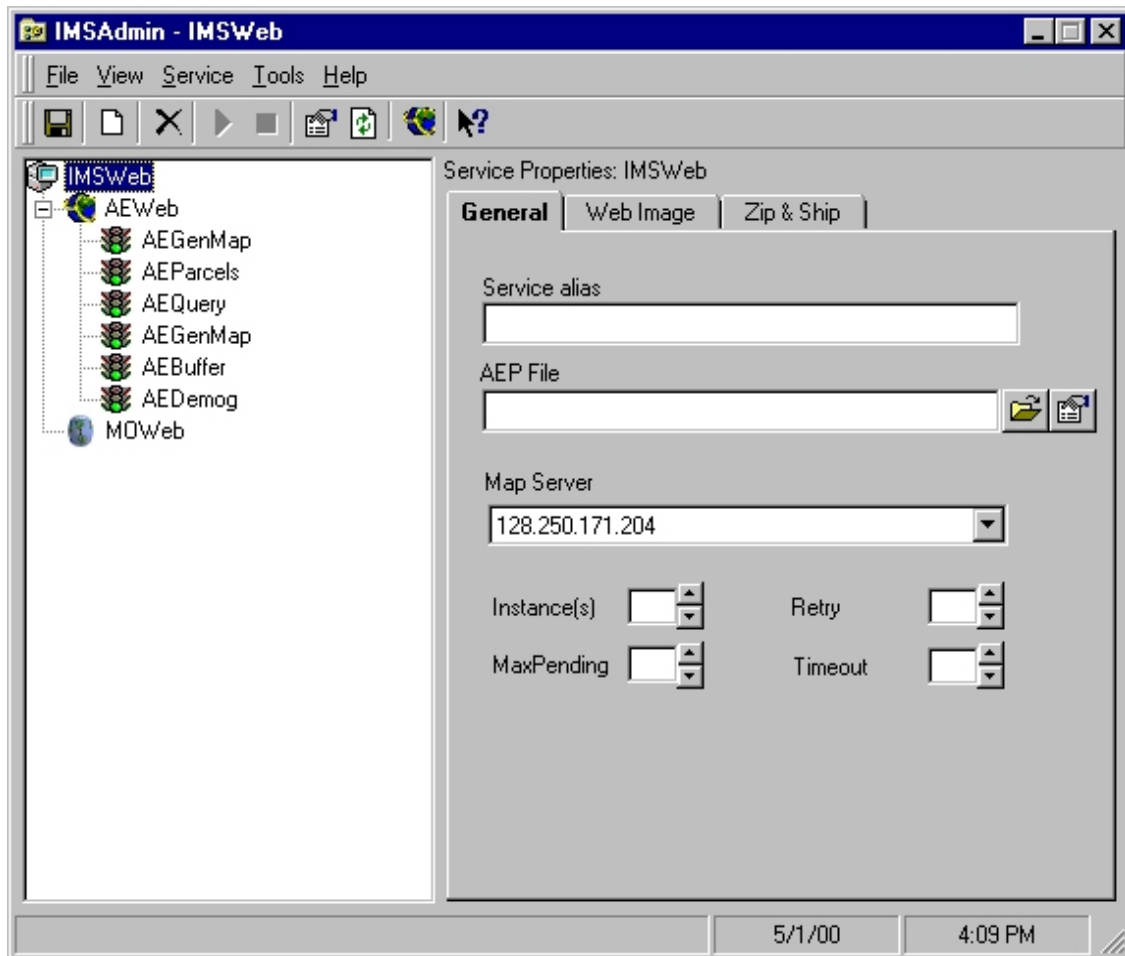 IMSAdmin - IMSWeb
File View Service Tools Help
IMSWeb
AEWeb
AEGenMap
AEParcels
AEQuery
AEGenMap
AEBuffer
AEDemog
MOWeb
Service Properties: IMSWeb
General Web Image Zip & Ship
Service alias
AEP File
Map Server
128.250.171.204
Instance(s) Retry
MaxPending Timeout
5/1/00 4:09 PM